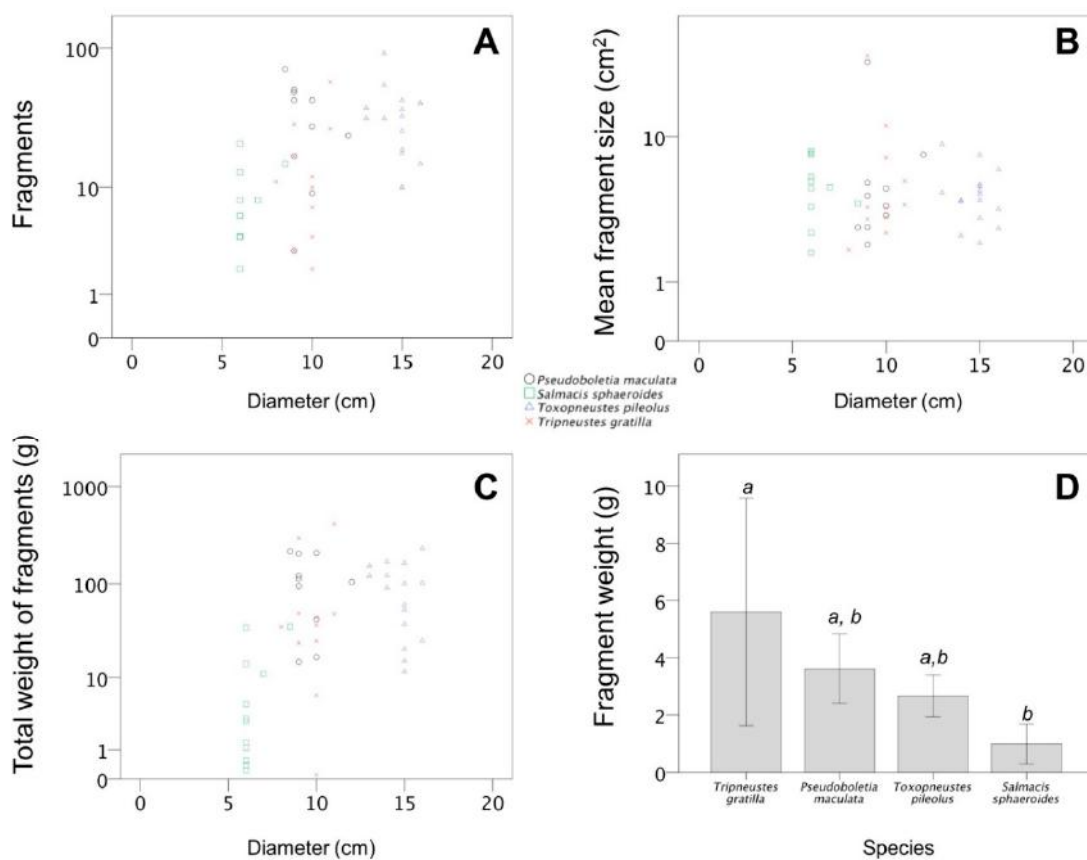 A
Fragments
100
10
1
0
0 5 10 15 20
Diameter (cm)
B
Mean fragment size (cm²)
10
1
0
0 5 10 15 20
Diameter (cm)
Pseudoboletia maculata
Salmacis sphaeroides
Toxopneustes pileolus
Tripneustes gratilla
C
Total weight of fragments (g)
1000
100
10
1
0
0 5 10 15 20
Diameter (cm)
D
Fragment weight (g)
10
8
6
4
2
0
a
a, b
a,b
b
Tripneustes gratilla
Pseudoboletia maculata
Toxopneustes pileolus
Salmacis sphaeroides
Species